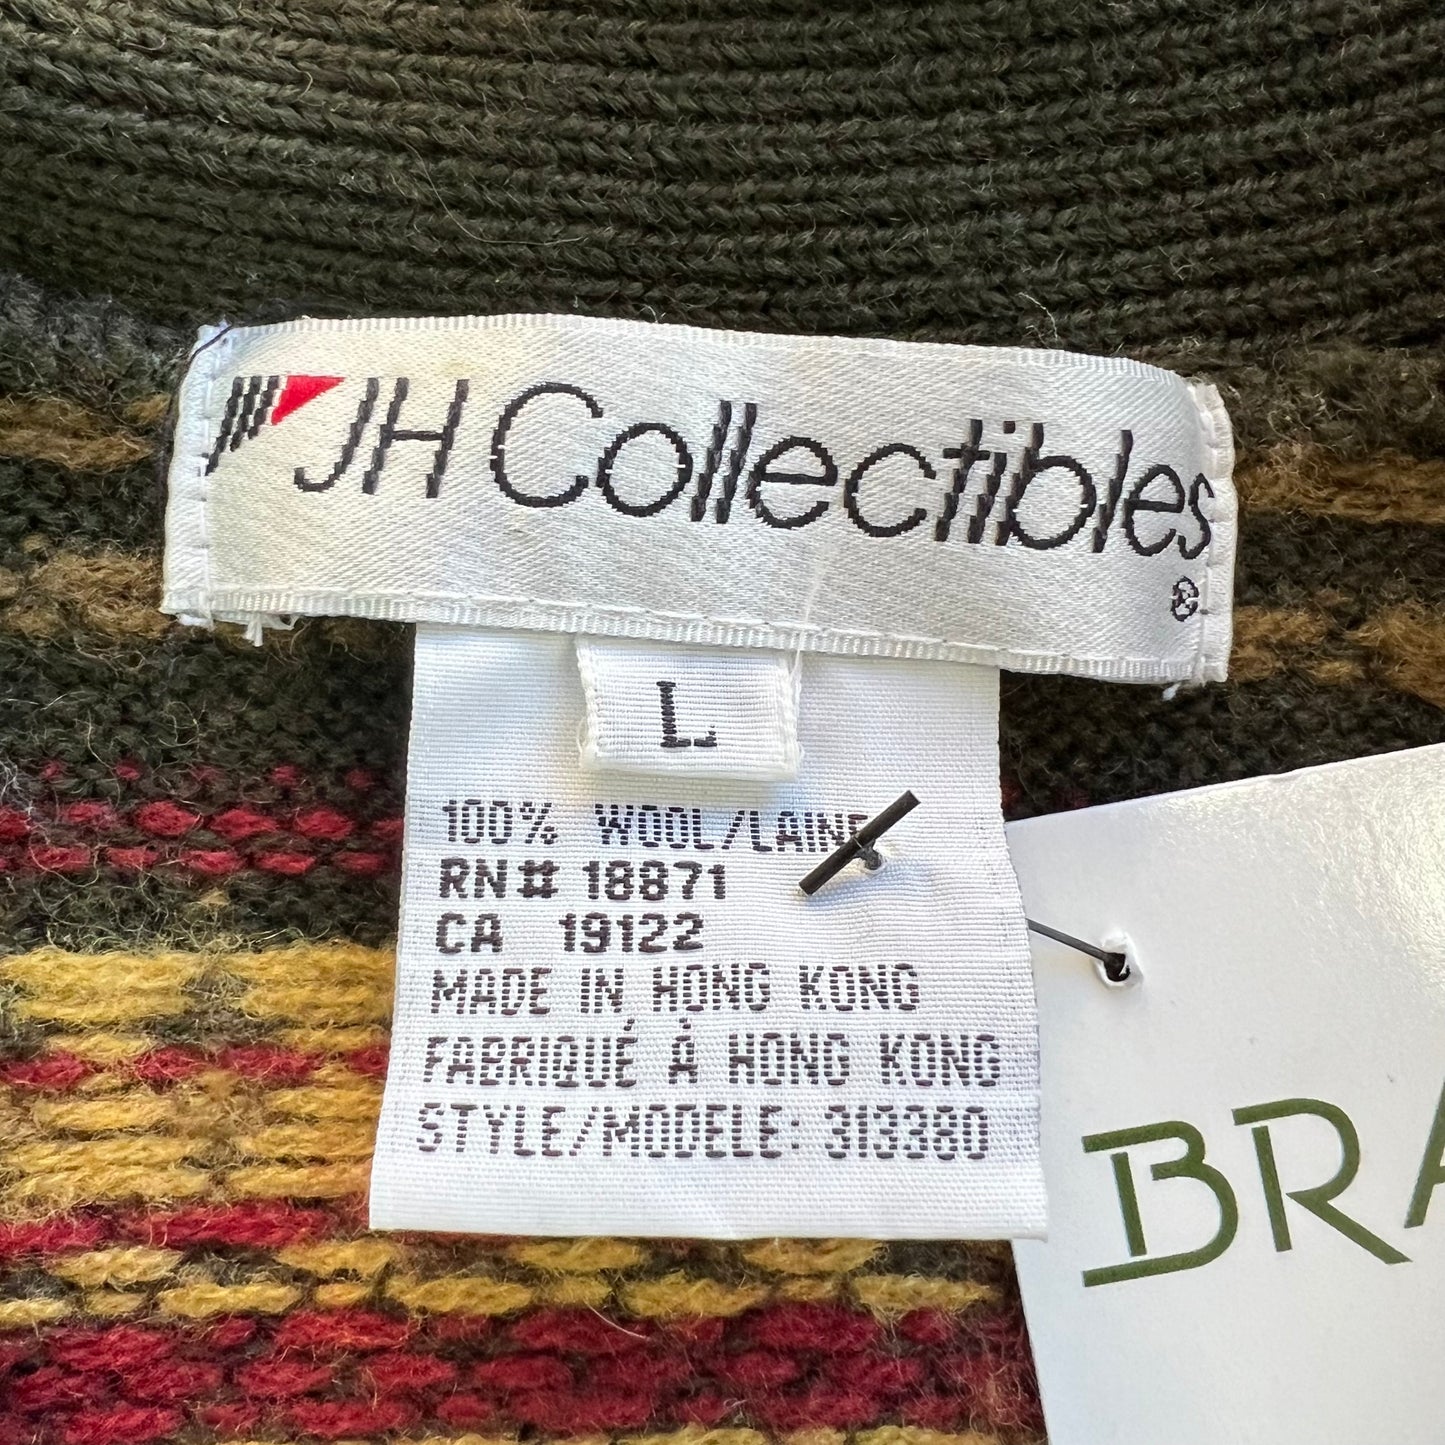 JH Collectibles
®
L
100% WOOL/LAINE
RN# 18871
CA 19122
MADE IN HONG KONG
FABRIQUÉ À HONG KONG
STYLE/MODELE: 313380
BRA